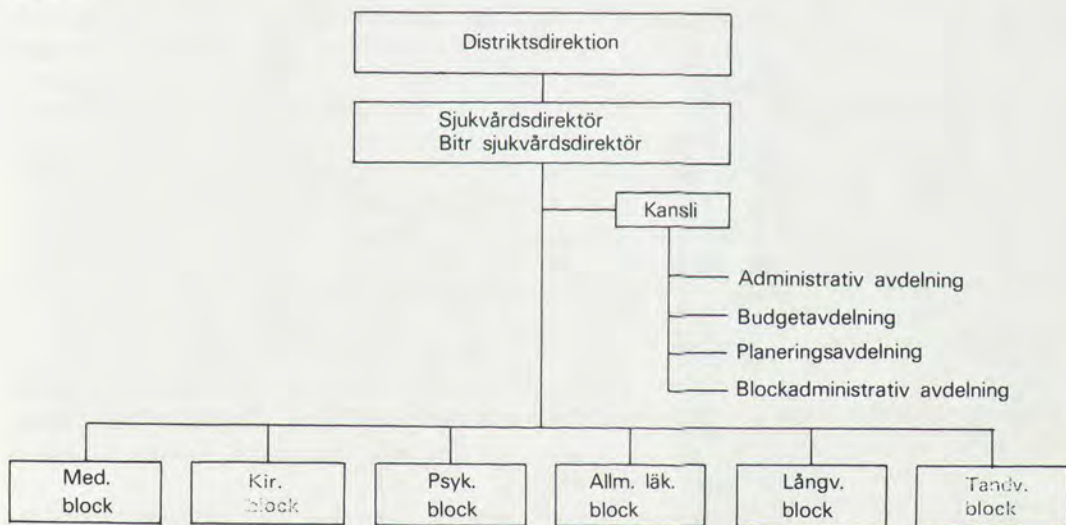 Distriktsdirektion
Sjukvårdsdirektör
Bitr sjukvårdsdirektör
Kansli
Administrativ avdelning
Budgetavdelning
Planeringsavdelning
Blockadministrativ avdelning
Med.
block
Kir.
block
Psyk.
block
Allm. läk.
block
Långv.
block
Tandv.
block